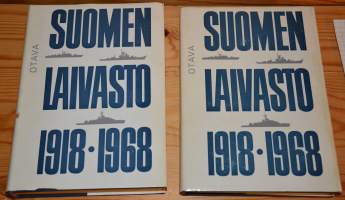 OTAVA
SUOMEN
LAIVASTO
1918•1968
OTAVA
SUOMEN
LAIVASTO
1918•1968